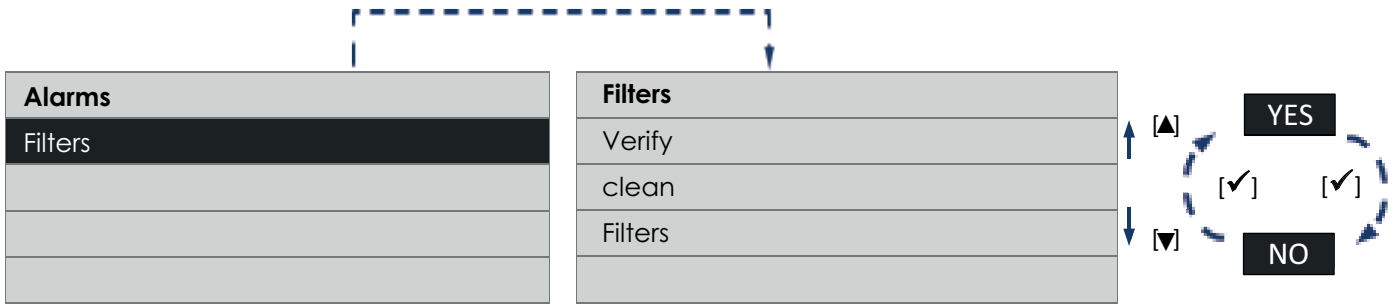 Alarms
Filters
Filters
Verify
clean
Filters
[▲]
[▼]
YES
[✓] [✓]
NO